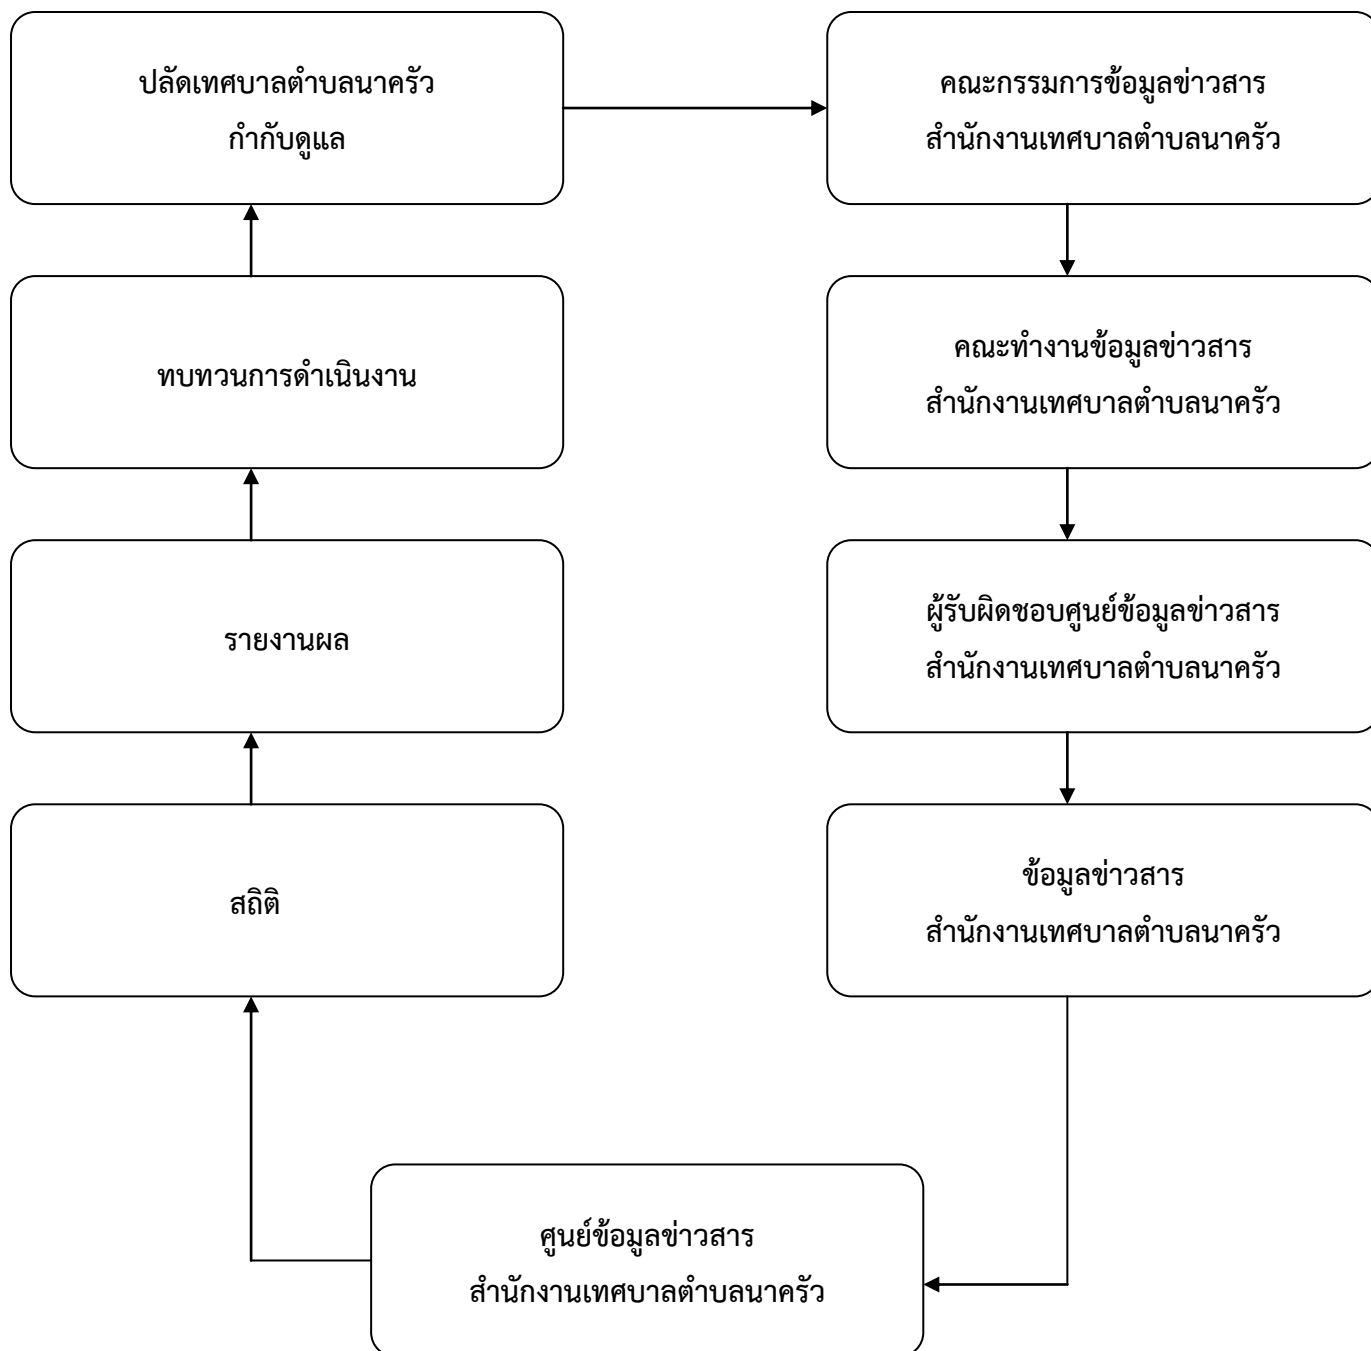 ปลัดเทศบาลตำบลนาครัว
กำกับดูแล
คณะกรรมการข้อมูลข่าวสาร
สำนักงานเทศบาลตำบลนาครัว
คณะทำงานข้อมูลข่าวสาร
สำนักงานเทศบาลตำบลนาครัว
ผู้รับผิดชอบศูนย์ข้อมูลข่าวสาร
สำนักงานเทศบาลตำบลนาครัว
ข้อมูลข่าวสาร
สำนักงานเทศบาลตำบลนาครัว
ศูนย์ข้อมูลข่าวสาร
สำนักงานเทศบาลตำบลนาครัว
สถิติ
รายงานผล
ทบทวนการดำเนินงาน